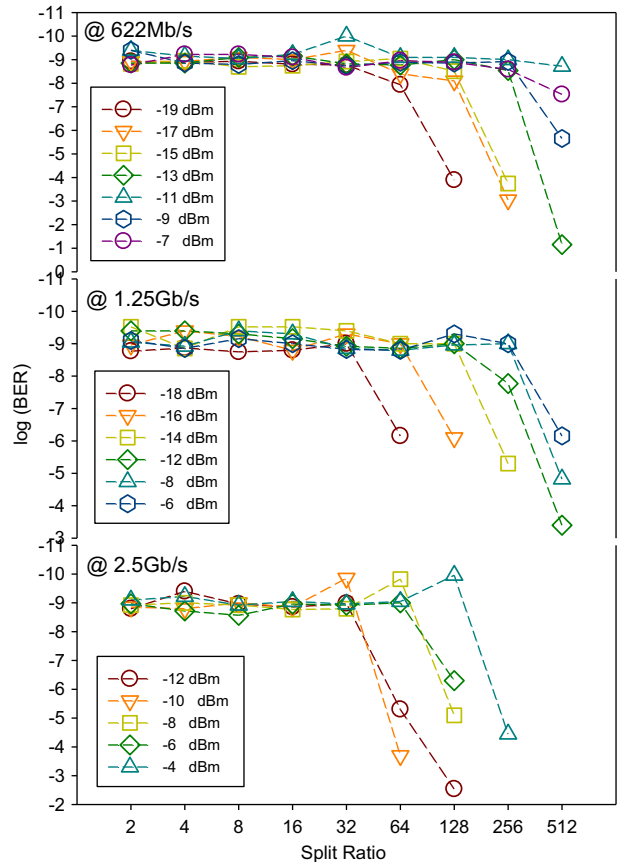 -11
@ 622Mb/s
-10
-9
-8
-7
-6
-5
-4
-3
-2
-1
0
-19 dBm
-17 dBm
-15 dBm
-13 dBm
-11 dBm
-9 dBm
-7 dBm
-11
@ 1.25Gb/s
-10
-9
-8
-7
-6
-5
-4
-3
-18 dBm
-16 dBm
-14 dBm
-12 dBm
-8 dBm
-6 dBm
log (BER)
-11
@ 2.5Gb/s
-10
-9
-8
-7
-6
-5
-4
-3
-2
-12 dBm
-10 dBm
-8 dBm
-6 dBm
-4 dBm
2 4 8 16 32 64 128 256 512
Split Ratio